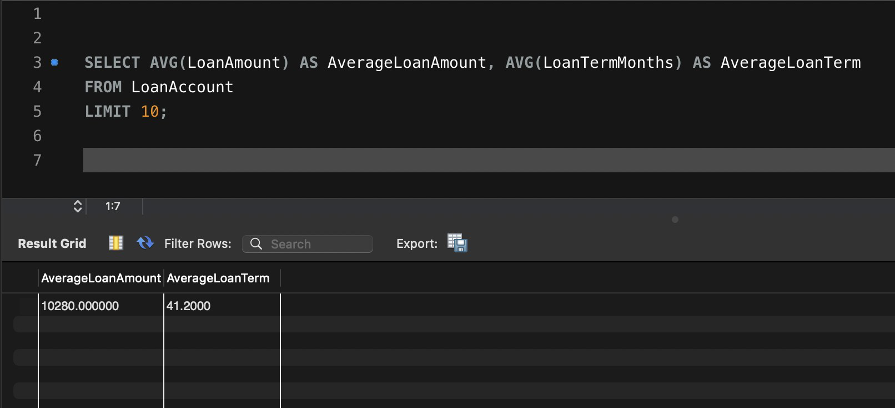 1
2
3 SELECT AVG(LoanAmount) AS AverageLoanAmount, AVG(LoanTermMonths) AS AverageLoanTerm
4 FROM LoanAccount
5 LIMIT 10;
6
7
1:7
Result Grid Filter Rows: Search Export:
AverageLoanAmount AverageLoanTerm
10280.000000 41.2000